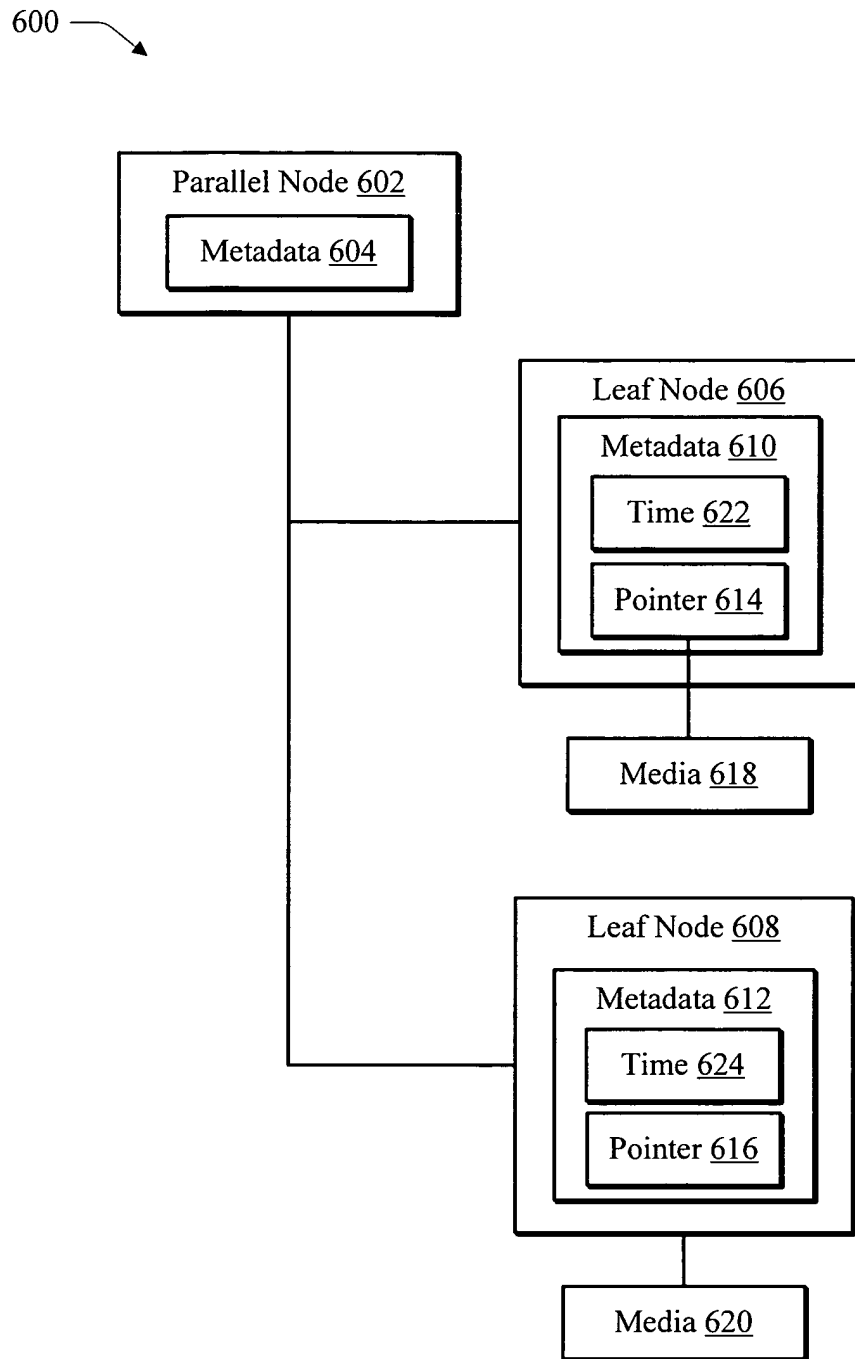 600
Parallel Node 602
Metadata 604
Leaf Node 606
Metadata 610
Time 622
Pointer 614
Media 618
Leaf Node 608
Metadata 612
Time 624
Pointer 616
Media 620